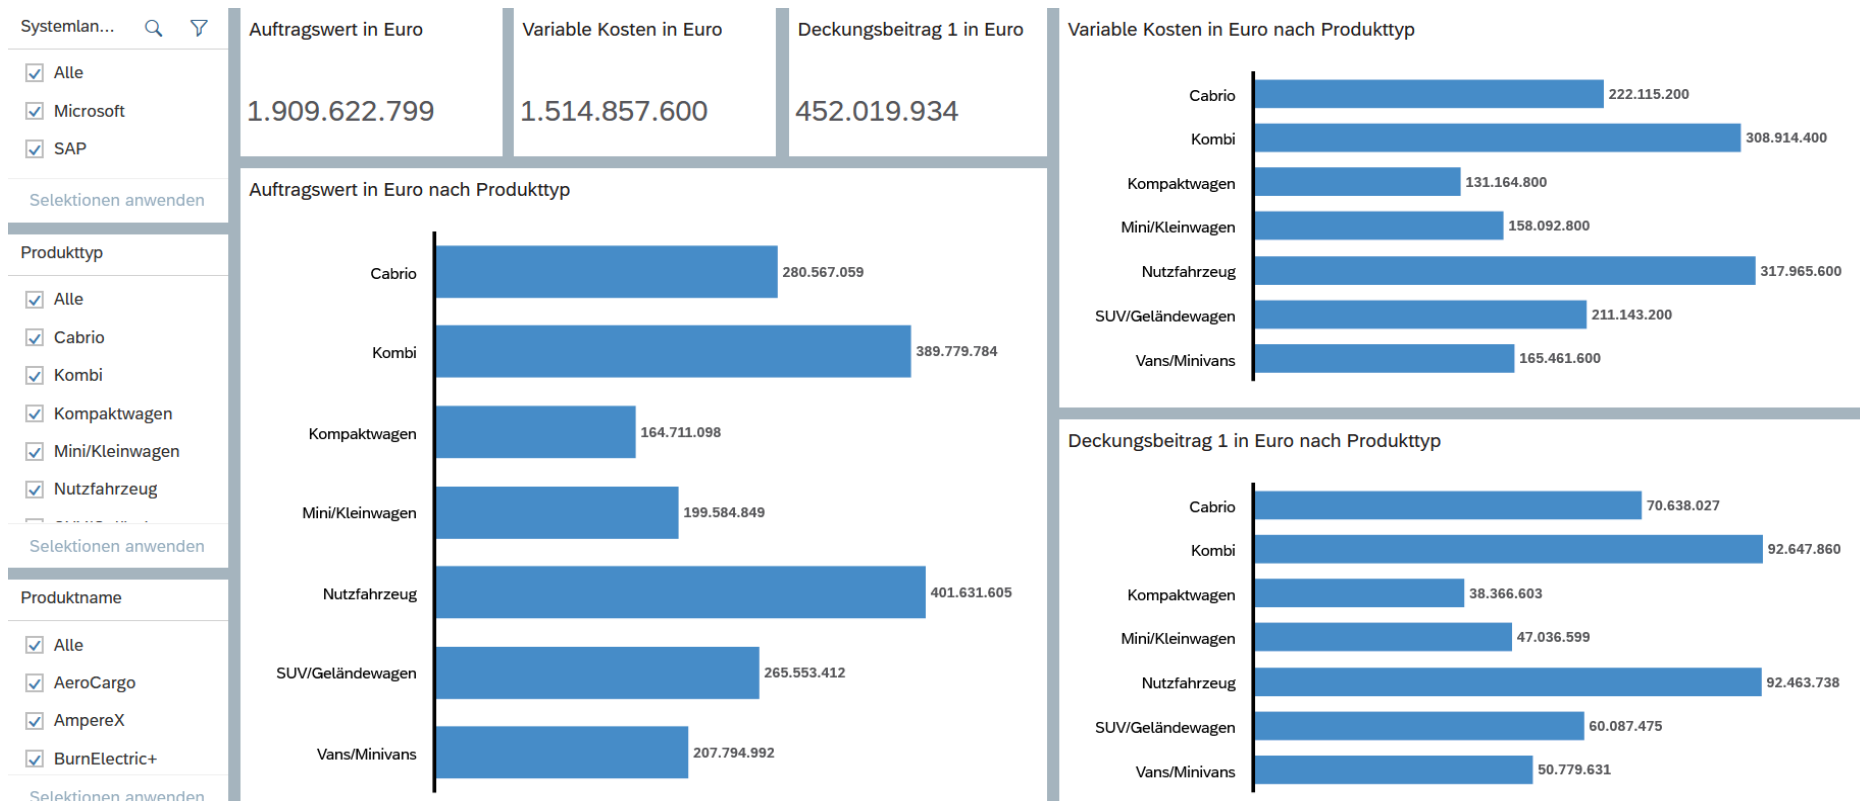 Systemlan...
Alle
Microsoft
SAP
Selektionen anwenden
Produkttyp
Alle
Cabrio
Kombi
Kompaktwagen
Mini/Kleinwagen
Nutzfahrzeug
Selektionen anwenden
Produktname
Alle
AeroCargo
AmpereX
BurnElectric+
Selektionen anwenden
Auftragswert in Euro
1.909.622.799
Variable Kosten in Euro
1.514.857.600
Deckungsbeitrag 1 in Euro
452.019.934
Auftragswert in Euro nach Produkttyp
Cabrio 280.567.059
Kombi 389.779.784
Kompaktwagen 164.711.098
Mini/Kleinwagen 199.584.849
Nutzfahrzeug 401.631.605
SUV/Geländewagen 265.553.412
Vans/Minivans 207.794.992
Variable Kosten in Euro nach Produkttyp
Cabrio 222.115.200
Kombi 308.914.400
Kompaktwagen 131.164.800
Mini/Kleinwagen 158.092.800
Nutzfahrzeug 317.965.600
SUV/Geländewagen 211.143.200
Vans/Minivans 165.461.600
Deckungsbeitrag 1 in Euro nach Produkttyp
Cabrio 70.638.027
Kombi 92.647.860
Kompaktwagen 38.366.603
Mini/Kleinwagen 47.036.599
Nutzfahrzeug 92.463.738
SUV/Geländewagen 60.087.475
Vans/Minivans 50.779.631